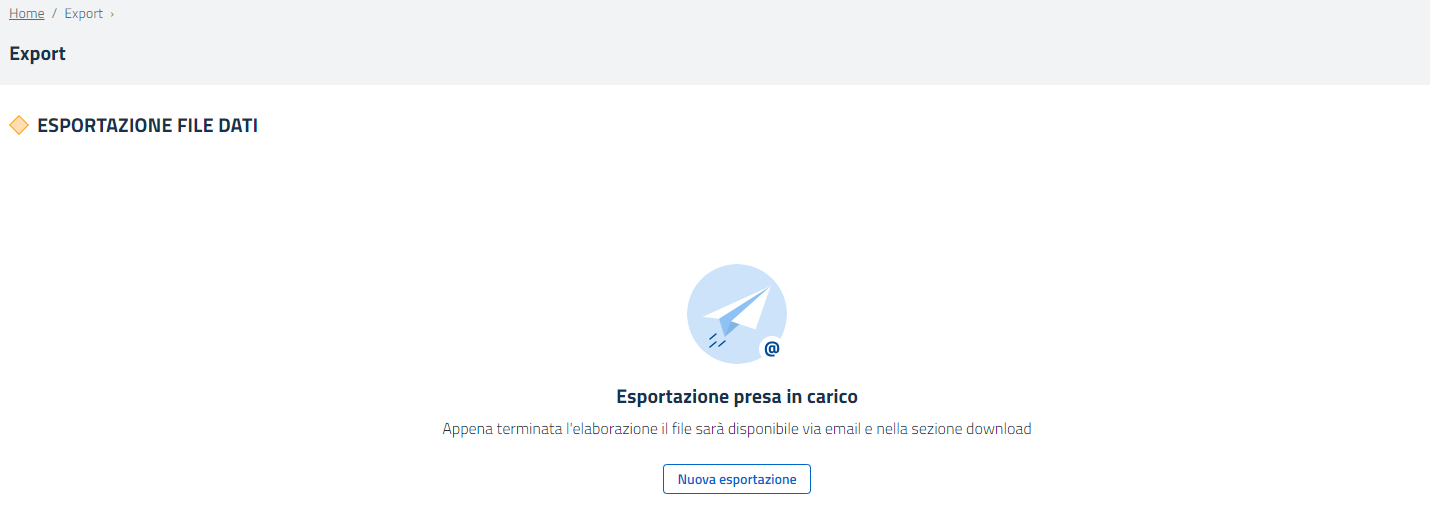 Home / Export ›
Export
ESPORTAZIONE FILE DATI
@
Esportazione presa in carico
Appena terminata l'elaborazione il file sarà disponibile via email e nella sezione download
Nuova esportazione